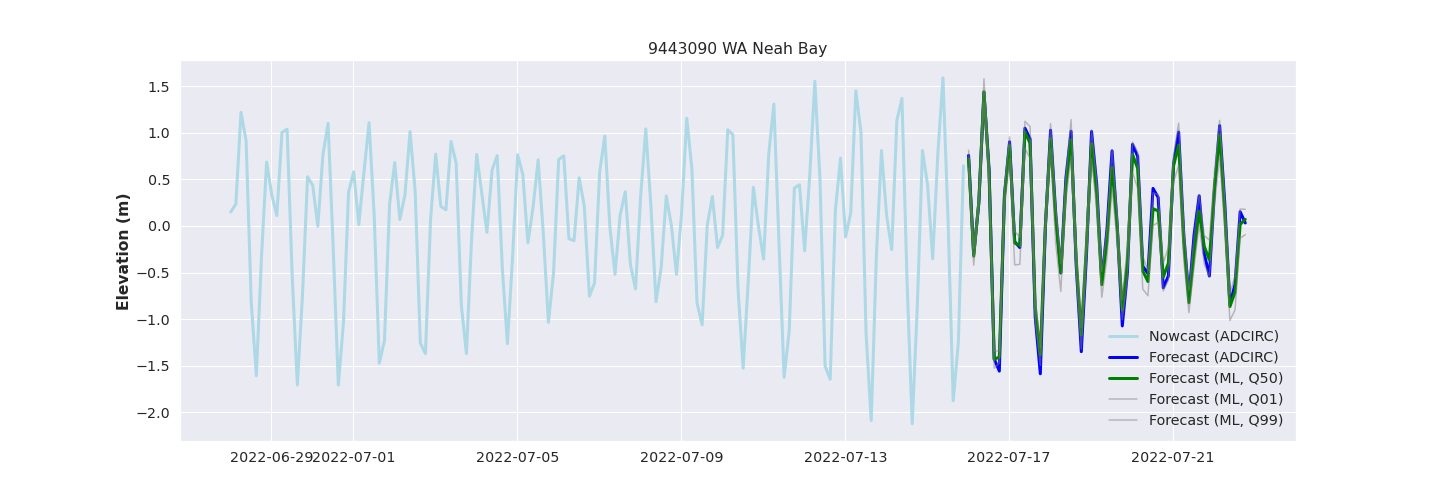 9443090 WA Neah Bay
Elevation (m)
1.5
1.0
0.5
0.0
−0.5
−1.0
−1.5
−2.0
Nowcast (ADCIRC)
Forecast (ADCIRC)
Forecast (ML, Q50)
Forecast (ML, Q01)
Forecast (ML, Q99)
2022-06-29 2022-07-01 2022-07-05 2022-07-09 2022-07-13 2022-07-17 2022-07-21